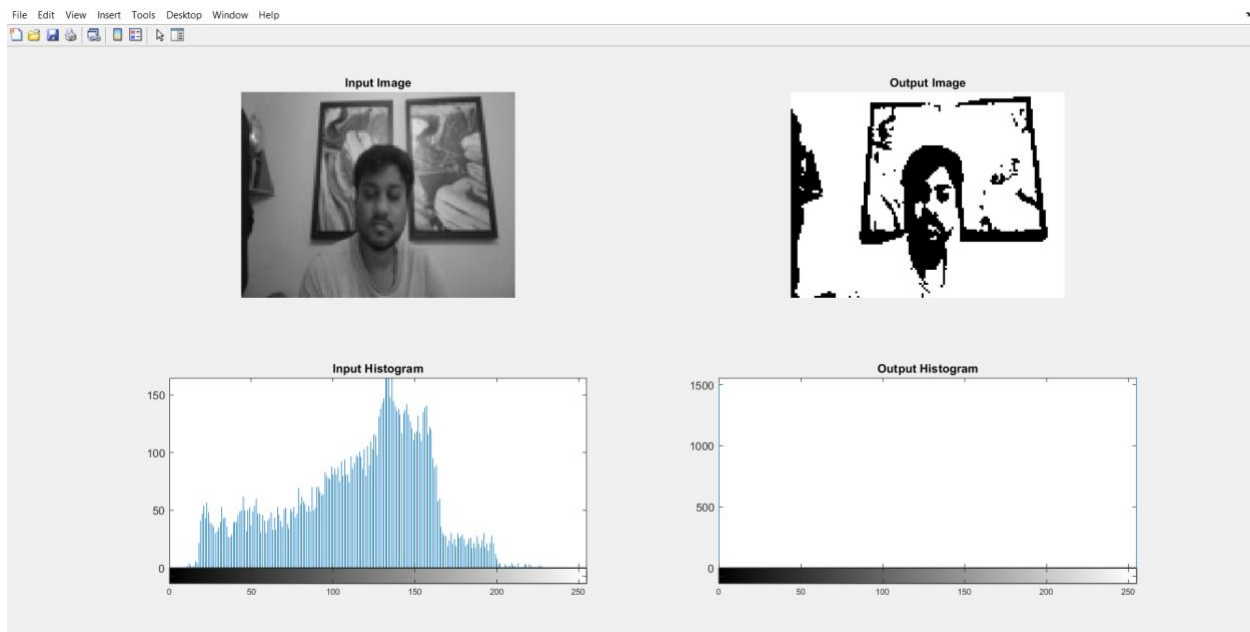 File Edit View Insert Tools Desktop Window Help
Input Image
Output Image
Input Histogram
150
100
50
0
0 50 100 150 200 250
Output Histogram
1500
1000
500
0
0 50 100 150 200 250